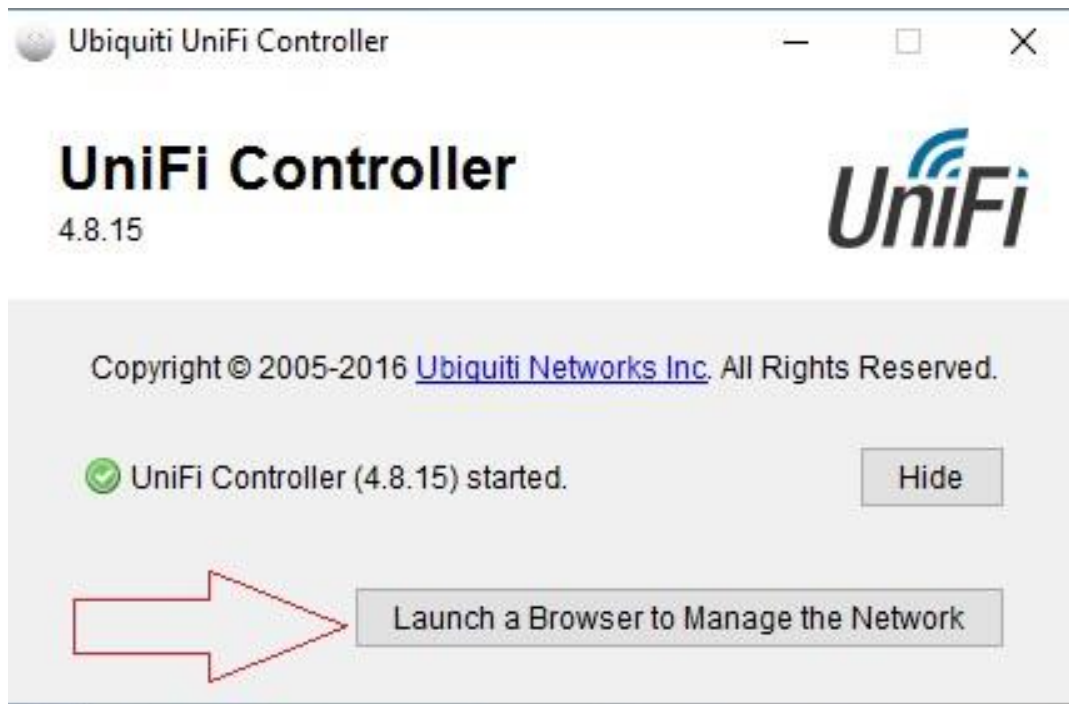 Ubiquiti UniFi Controller
UniFi Controller
4.8.15
UniFi
Copyright © 2005-2016 Ubiquiti Networks Inc. All Rights Reserved.
UniFi Controller (4.8.15) started.
Hide
Launch a Browser to Manage the Network